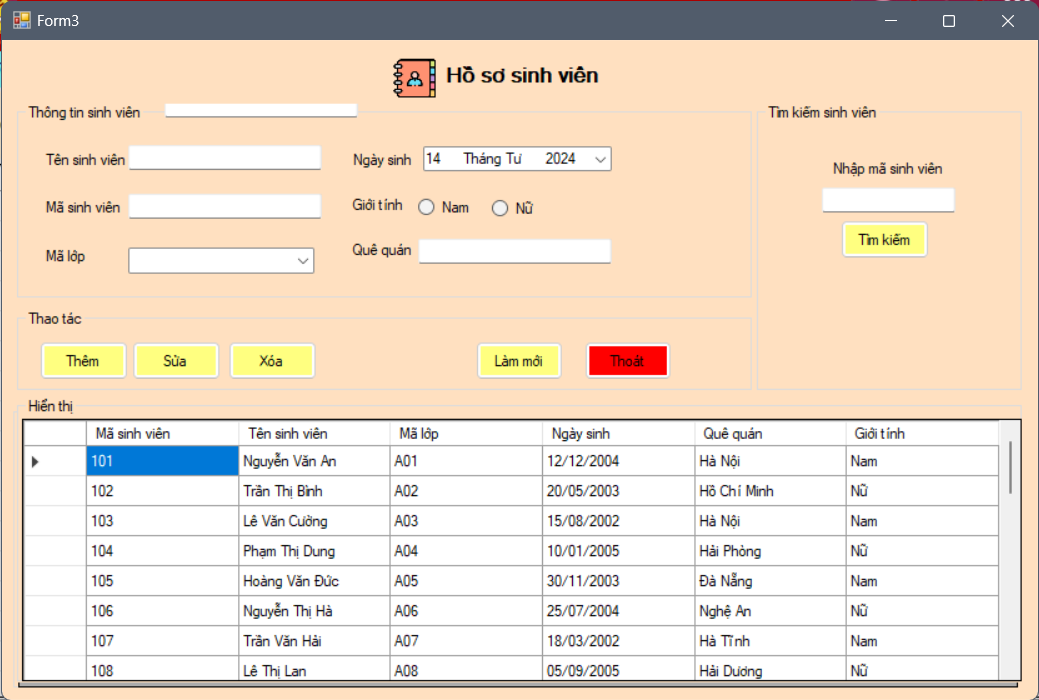 Form3
Hồ sơ sinh viên
Thông tin sinh viên
Tìm kiếm sinh viên
Tên sinh viên
Ngày sinh
14 Tháng Tư 2024
Nhập mã sinh viên
Mã sinh viên
Giới tính
Nam
Nữ
Mã lớp
Quê quán
Tìm kiếm
Thao tác
Thêm
Sửa
Xóa
Làm mới
Thoát
Hiển thị
Mã sinh viên Tên sinh viên Mã lớp Ngày sinh Quê quán Giới tính
101 Nguyễn Văn An A01 12/12/2004 Hà Nội Nam
102 Trần Thị Bình A02 20/05/2003 Hồ Chí Minh Nữ
103 Lê Văn Cường A03 15/08/2002 Hà Nội Nam
104 Phạm Thị Dung A04 10/01/2005 Hải Phòng Nữ
105 Hoàng Văn Đức A05 30/11/2003 Đà Nẵng Nam
106 Nguyễn Thị Hà A06 25/07/2004 Nghệ An Nữ
107 Trần Văn Hải A07 18/03/2002 Hà Tĩnh Nam
108 Lê Thị Lan A08 05/09/2005 Hải Dương Nữ